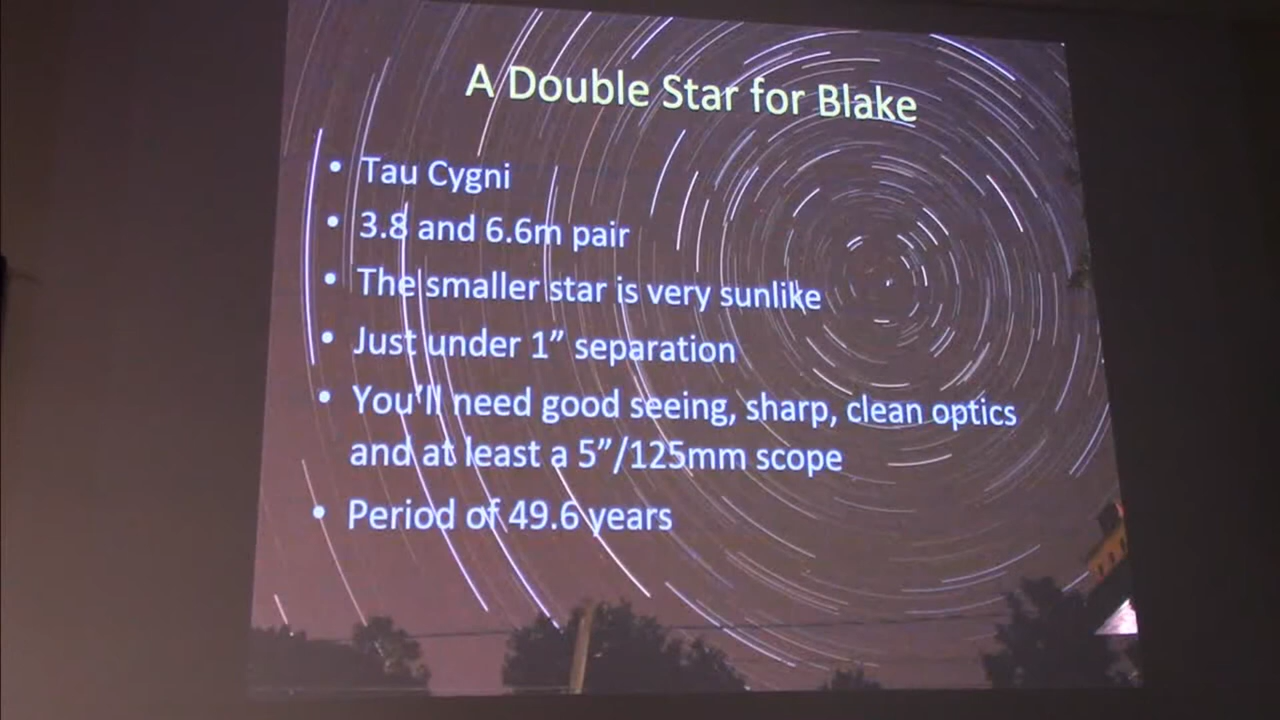 A Double Star for Blake
• Tau Cygni
• 3.8 and 6.6m pair
• The smaller star is very sunlike
• Just under 1” separation
• You’ll need good seeing, sharp, clean optics
and at least a 5”/125mm scope
• Period of 49.6 years